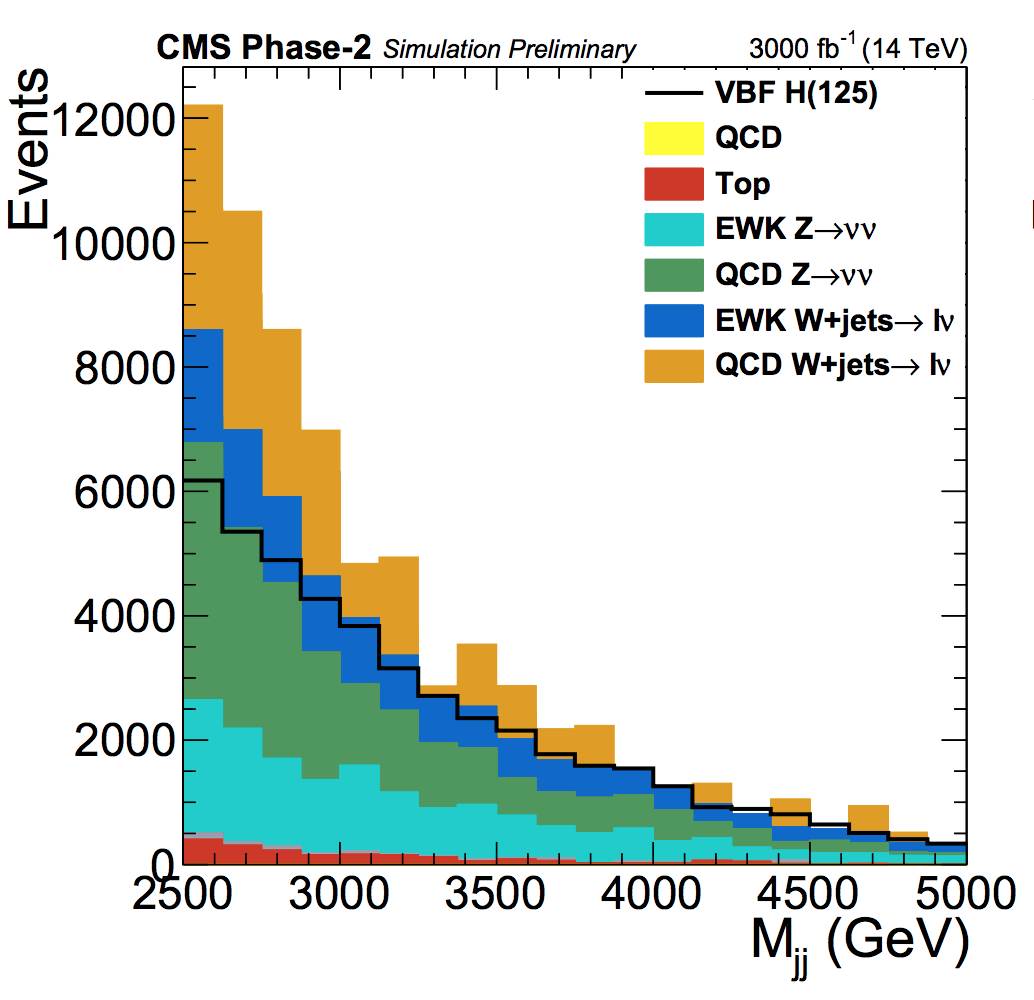 CMS Phase-2 Simulation Preliminary 3000 fb⁻¹ (14 TeV)
Events
12000
10000
8000
6000
4000
2000
0
VBF H(125)
QCD
Top
EWK Z→νν
QCD Z→νν
EWK W+jets→ lν
QCD W+jets→ lν
2500 3000 3500 4000 4500 5000
M_jj (GeV)